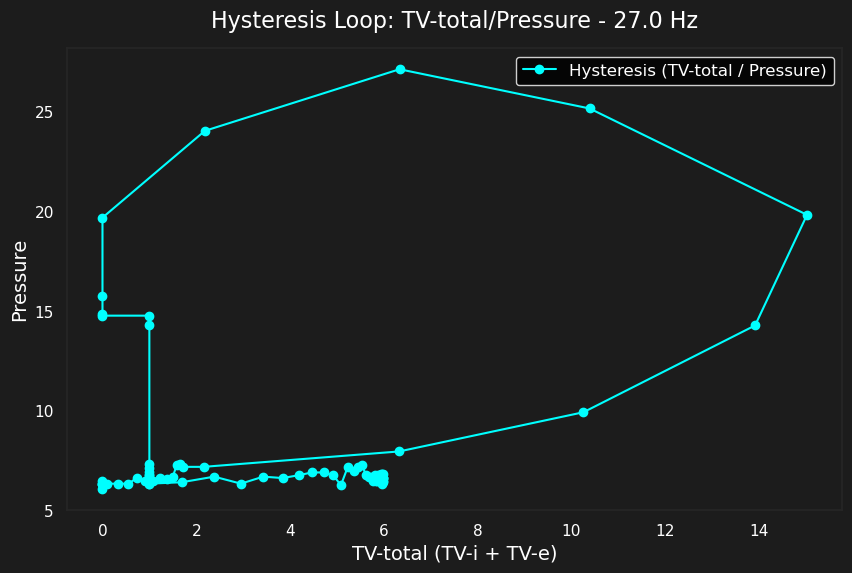 Hysteresis Loop: TV-total/Pressure - 27.0 Hz
Hysteresis (TV-total / Pressure)
Pressure
25
20
15
10
5
0 2 4 6 8 10 12 14
TV-total (TV-i + TV-e)